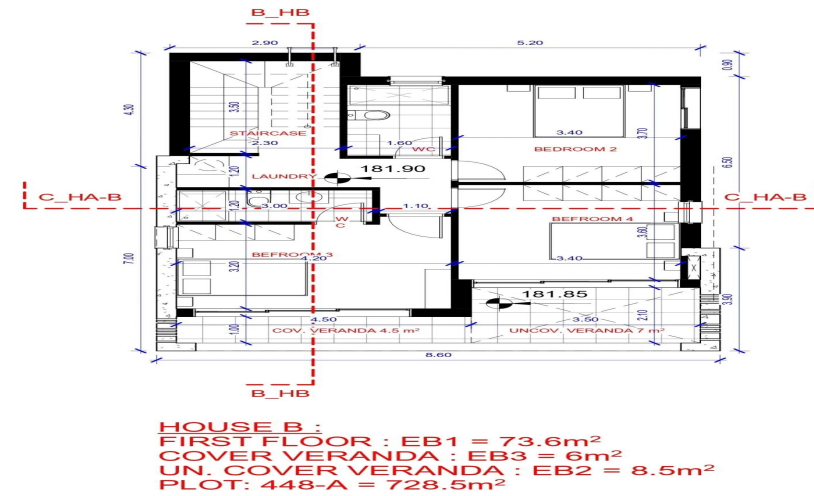 B_HB
2.90
5.20
0.90
4.30
3.50
STAIRCASE
2.30
1.60
WC
3.40
3.70
BEDROOM 2
1.20
LAUNDRY
181.90
6.50
C_HA-B
C_HA-B
1.20
3.00
W
C
1.10
BEFROOM 4
3.60
3.40
7.00
BEFROOM 3
4.20
3.20
181.85
3.90
4.50
3.50
2.10
1.00
COV. VERANDA 4.5 m²
UNCOV. VERANDA 7 m²
8.60
B_HB
HOUSE B :
FIRST FLOOR : EB1 = 73.6m²
COVER VERANDA : EB3 = 6m²
UN. COVER VERANDA : EB2 = 8.5m²
PLOT: 448-A = 728.5m²